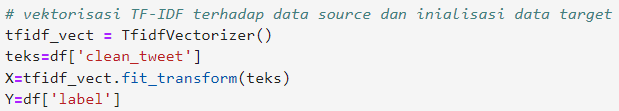 # vektorisasi TF-IDF terhadap data source dan inialisasi data target
tfidf_vect = TfidfVectorizer()
teks=df['clean_tweet']
X=tfidf_vect.fit_transform(teks)
Y=df['label']